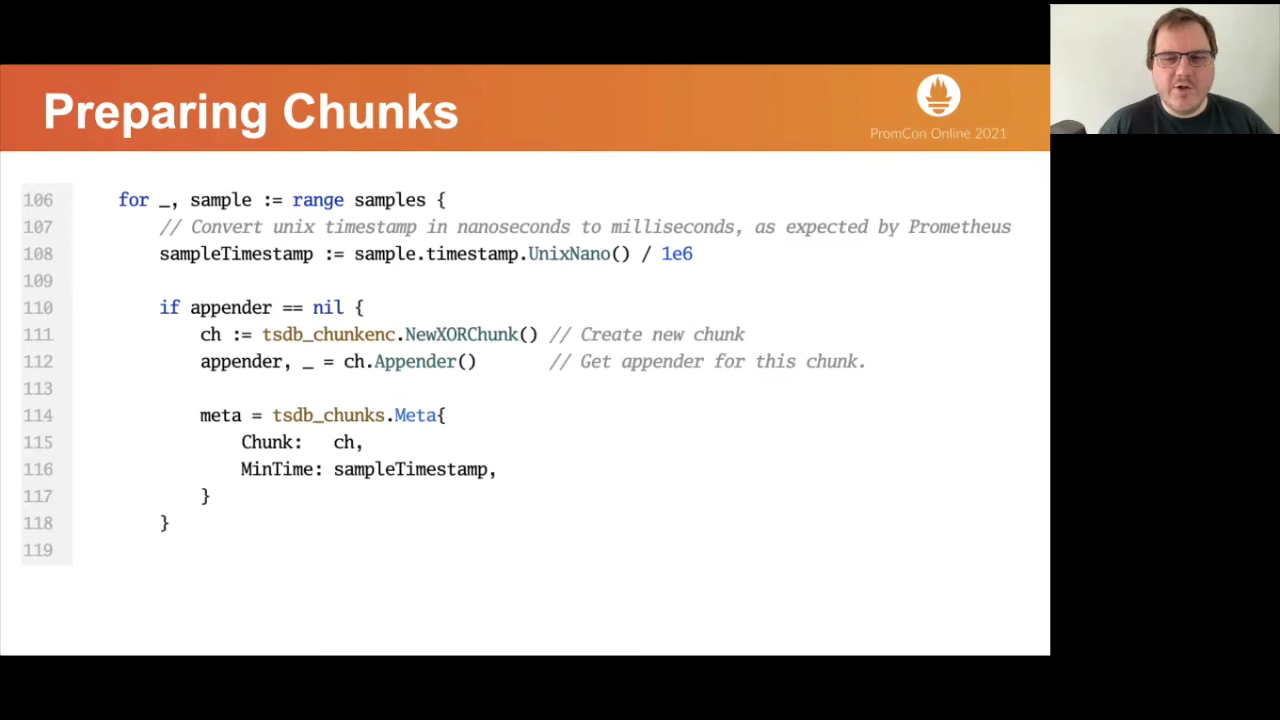 Preparing Chunks
PromCon Online 2021
106 for _, sample := range samples {
107 // Convert unix timestamp in nanoseconds to milliseconds, as expected by Prometheus
108 sampleTimestamp := sample.timestamp.UnixNano() / 1e6
109
110 if appender == nil {
111 ch := tsdb_chunkenc.NewXORChunk() // Create new chunk
112 appender, _ = ch.Appender() // Get appender for this chunk.
113
114 meta = tsdb_chunks.Meta{
115 Chunk: ch,
116 MinTime: sampleTimestamp,
117 }
118 }
119